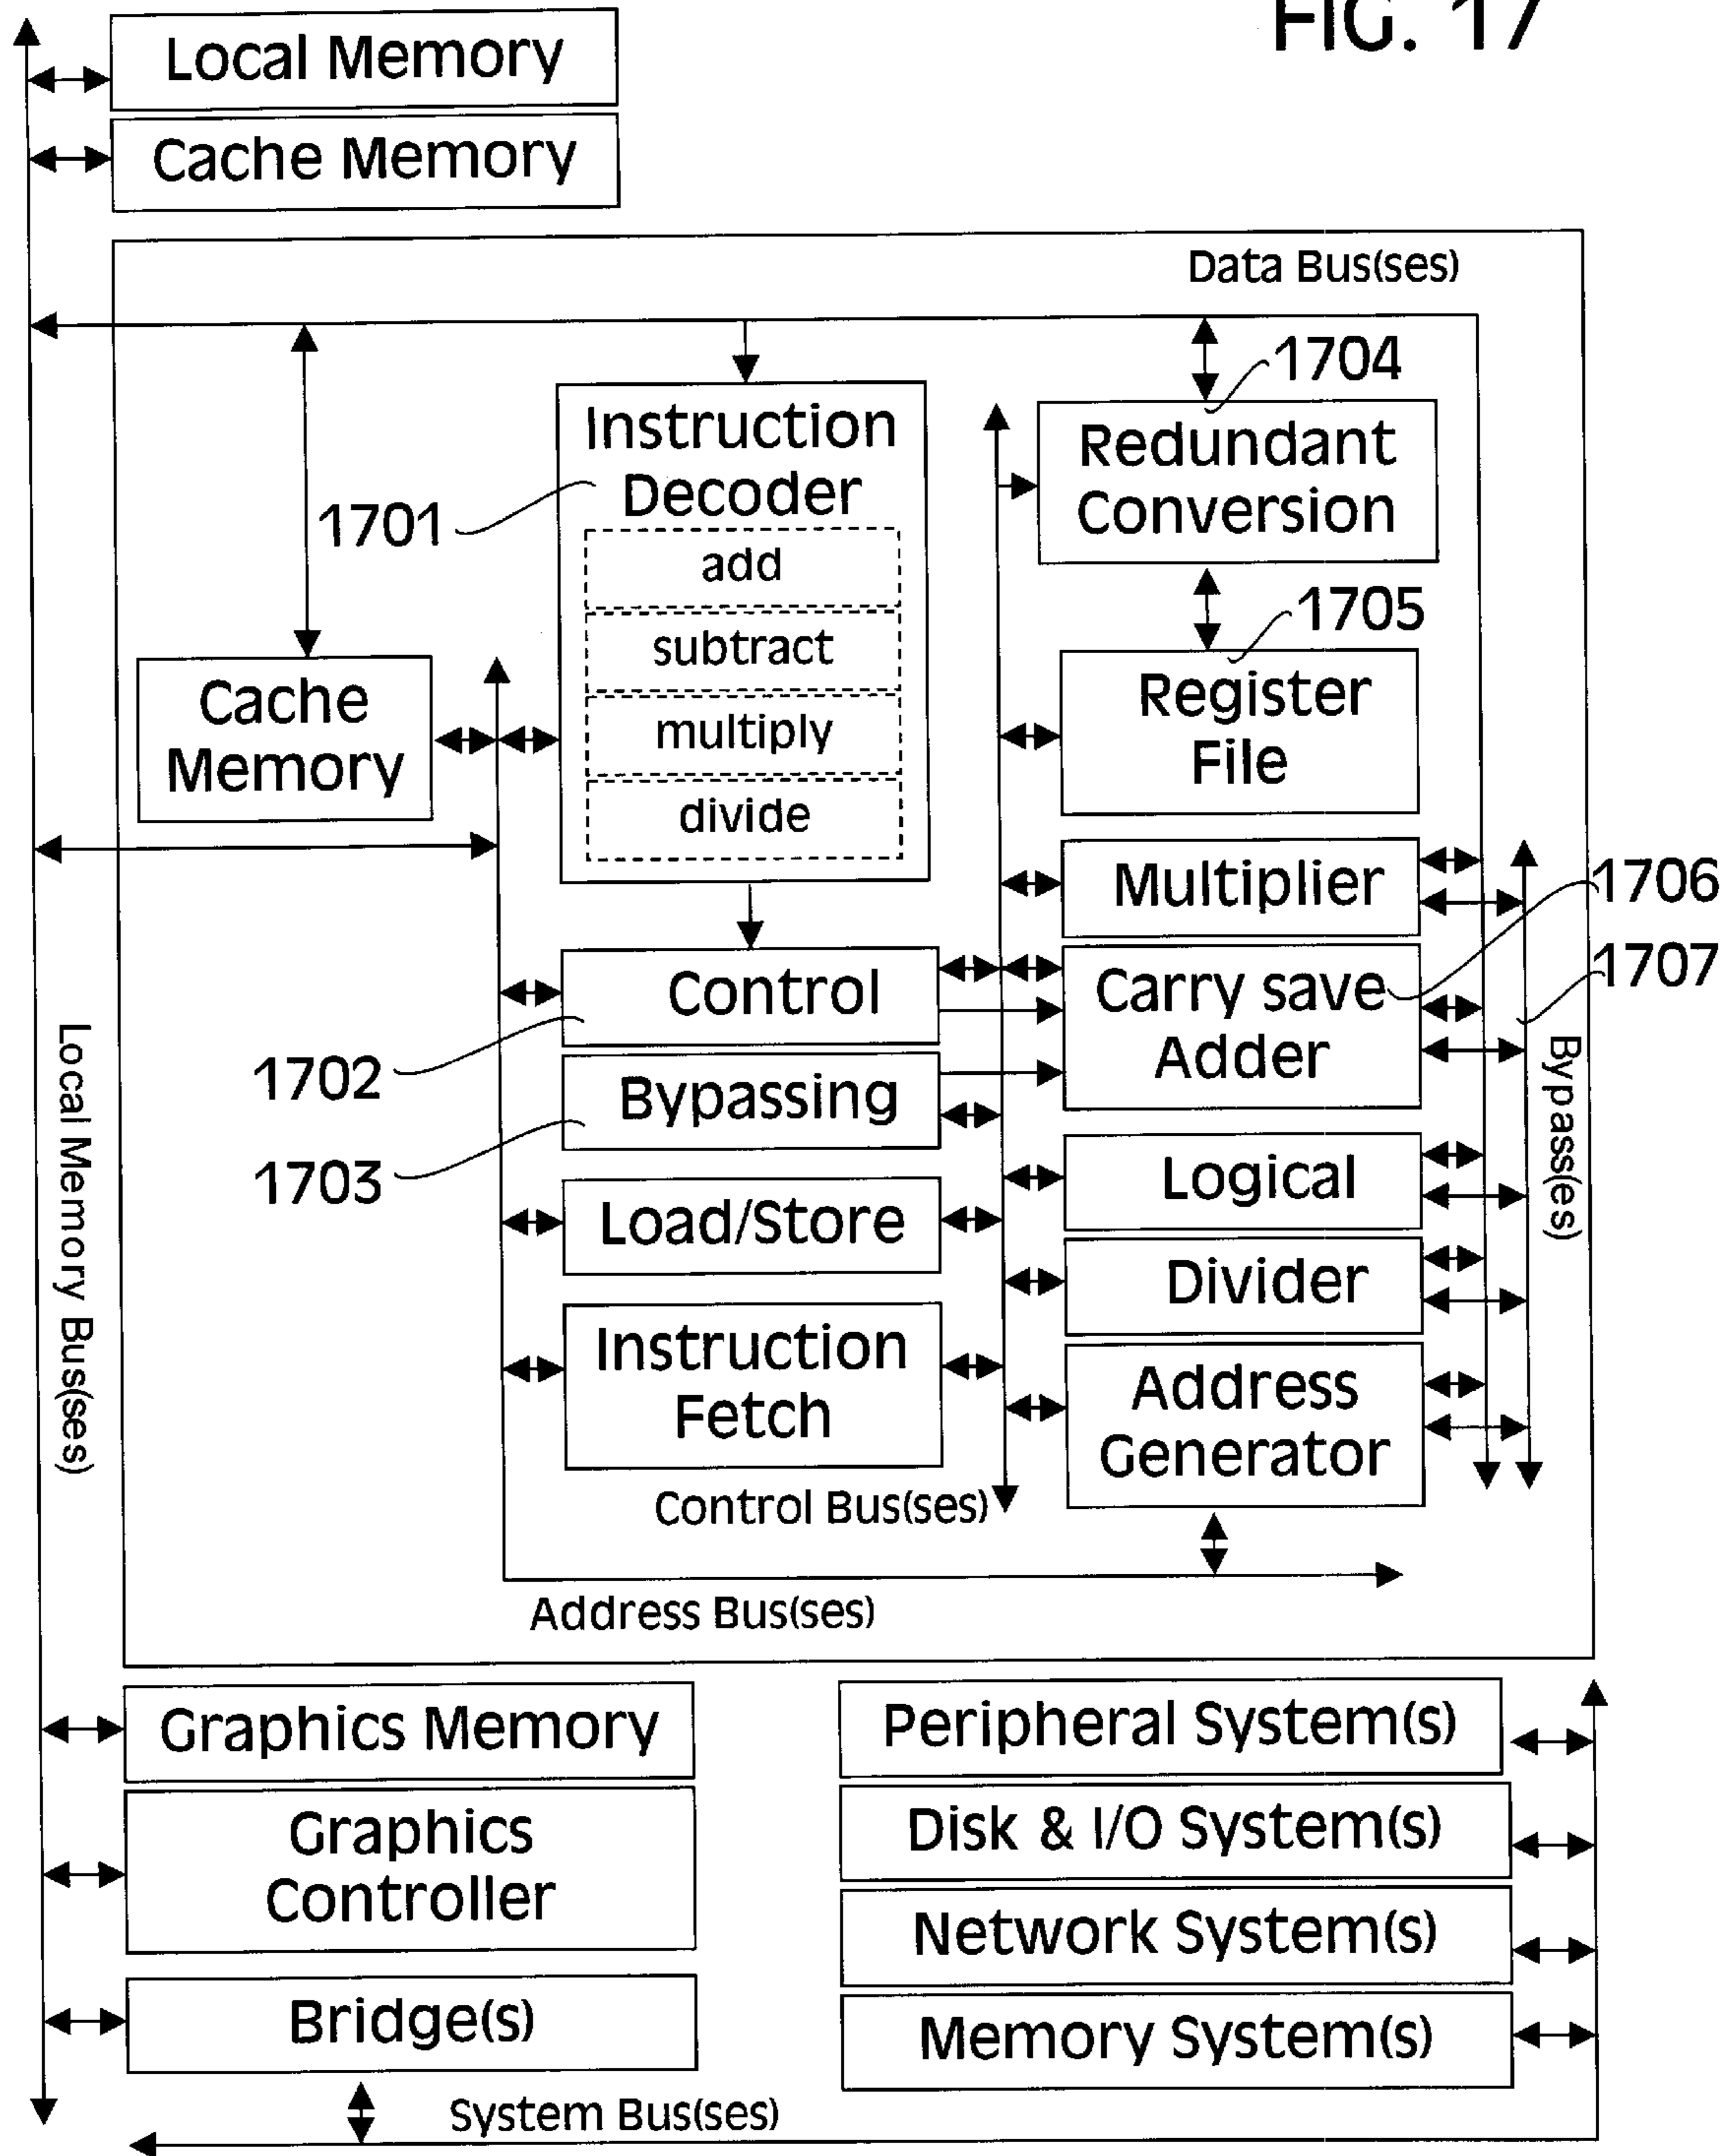 FIG. 17
Local Memory
Cache Memory
Data Bus(ses)
1704
Instruction
Decoder
1701
add
subtract
multiply
divide
Redundant
Conversion
1705
Register
File
Cache
Memory
Multiplier
1706
1707
Control
1702
Carry save
Adder
Bypassing
1703
Bypass(es)
Local Memory Bus(ses)
Logical
Load/Store
Divider
Instruction
Fetch
Address
Generator
Control Bus(ses)
Address Bus(ses)
Graphics Memory
Graphics
Controller
Bridge(s)
Peripheral System(s)
Disk & I/O System(s)
Network System(s)
Memory System(s)
System Bus(ses)